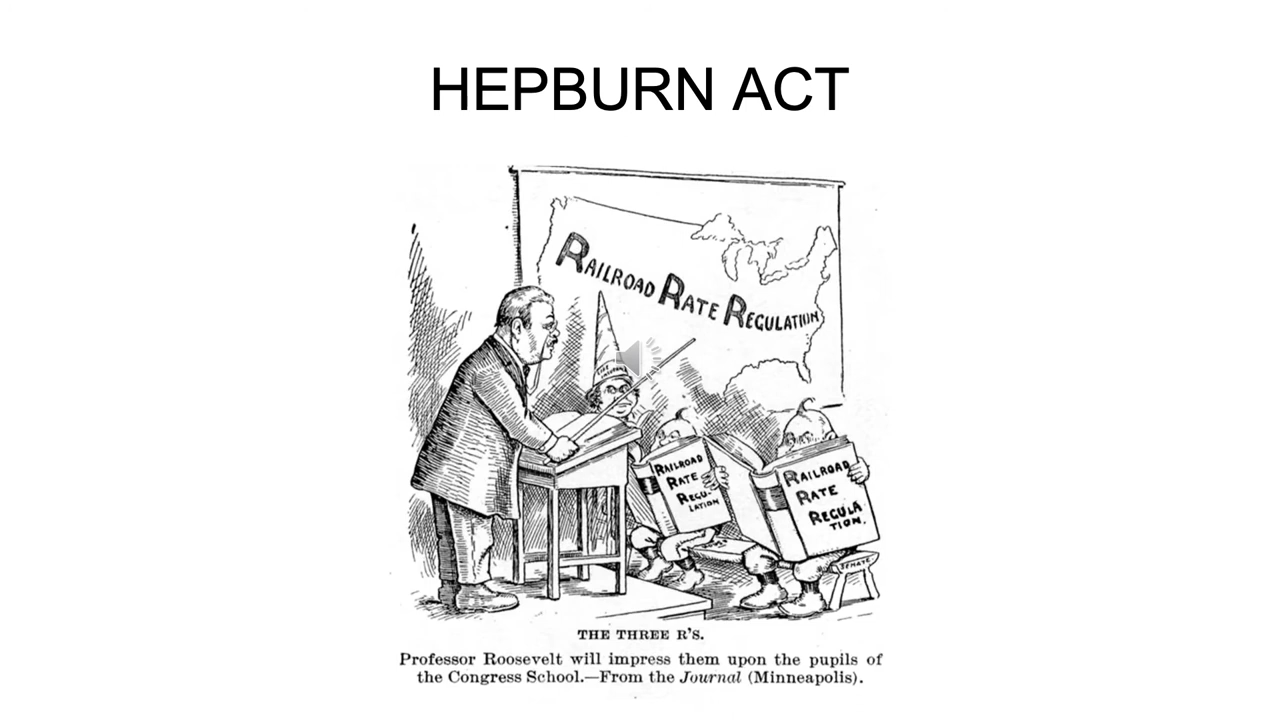 HEPBURN ACT
RAILROAD RATE REGULATION
RAILROAD
RATE
REGU-
LATION
RAILROAD
RATE
REGULA
TION.
SENATE
THE THREE R'S.
Professor Roosevelt will impress them upon the pupils of
the Congress School.—From the Journal (Minneapolis).